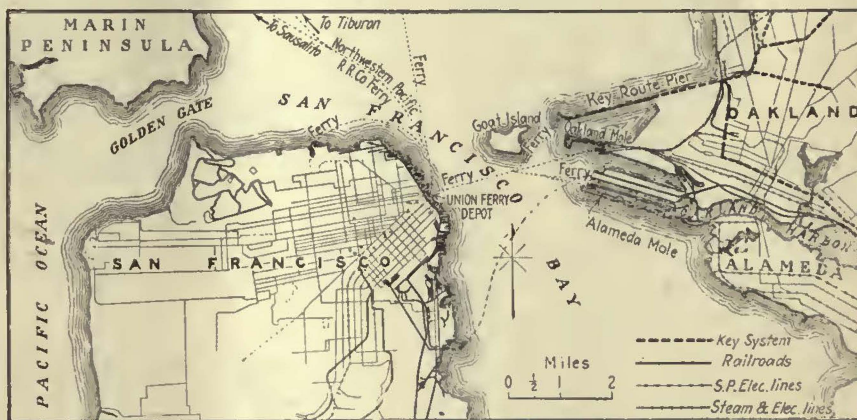 MARIN
PENINSULA
To Tiburon
To Sausalito
Northwestern Pacific
R.R.Co. Ferry
Ferry
GOLDEN GATE
SAN FRANCISCO
BAY
Ferry
Goat Island
Ferry
Key Route Pier
Oakland Mole
OAKLAND
Ferry
Ferry
UNION FERRY
DEPOT
OAKLAND HARBOR
Alameda Mole
ALAMEDA
SAN FRANCISCO
PACIFIC OCEAN
Miles
0 ½ 1 2
Key System
Railroads
S.P. Elec. lines
Steam & Elec. lines